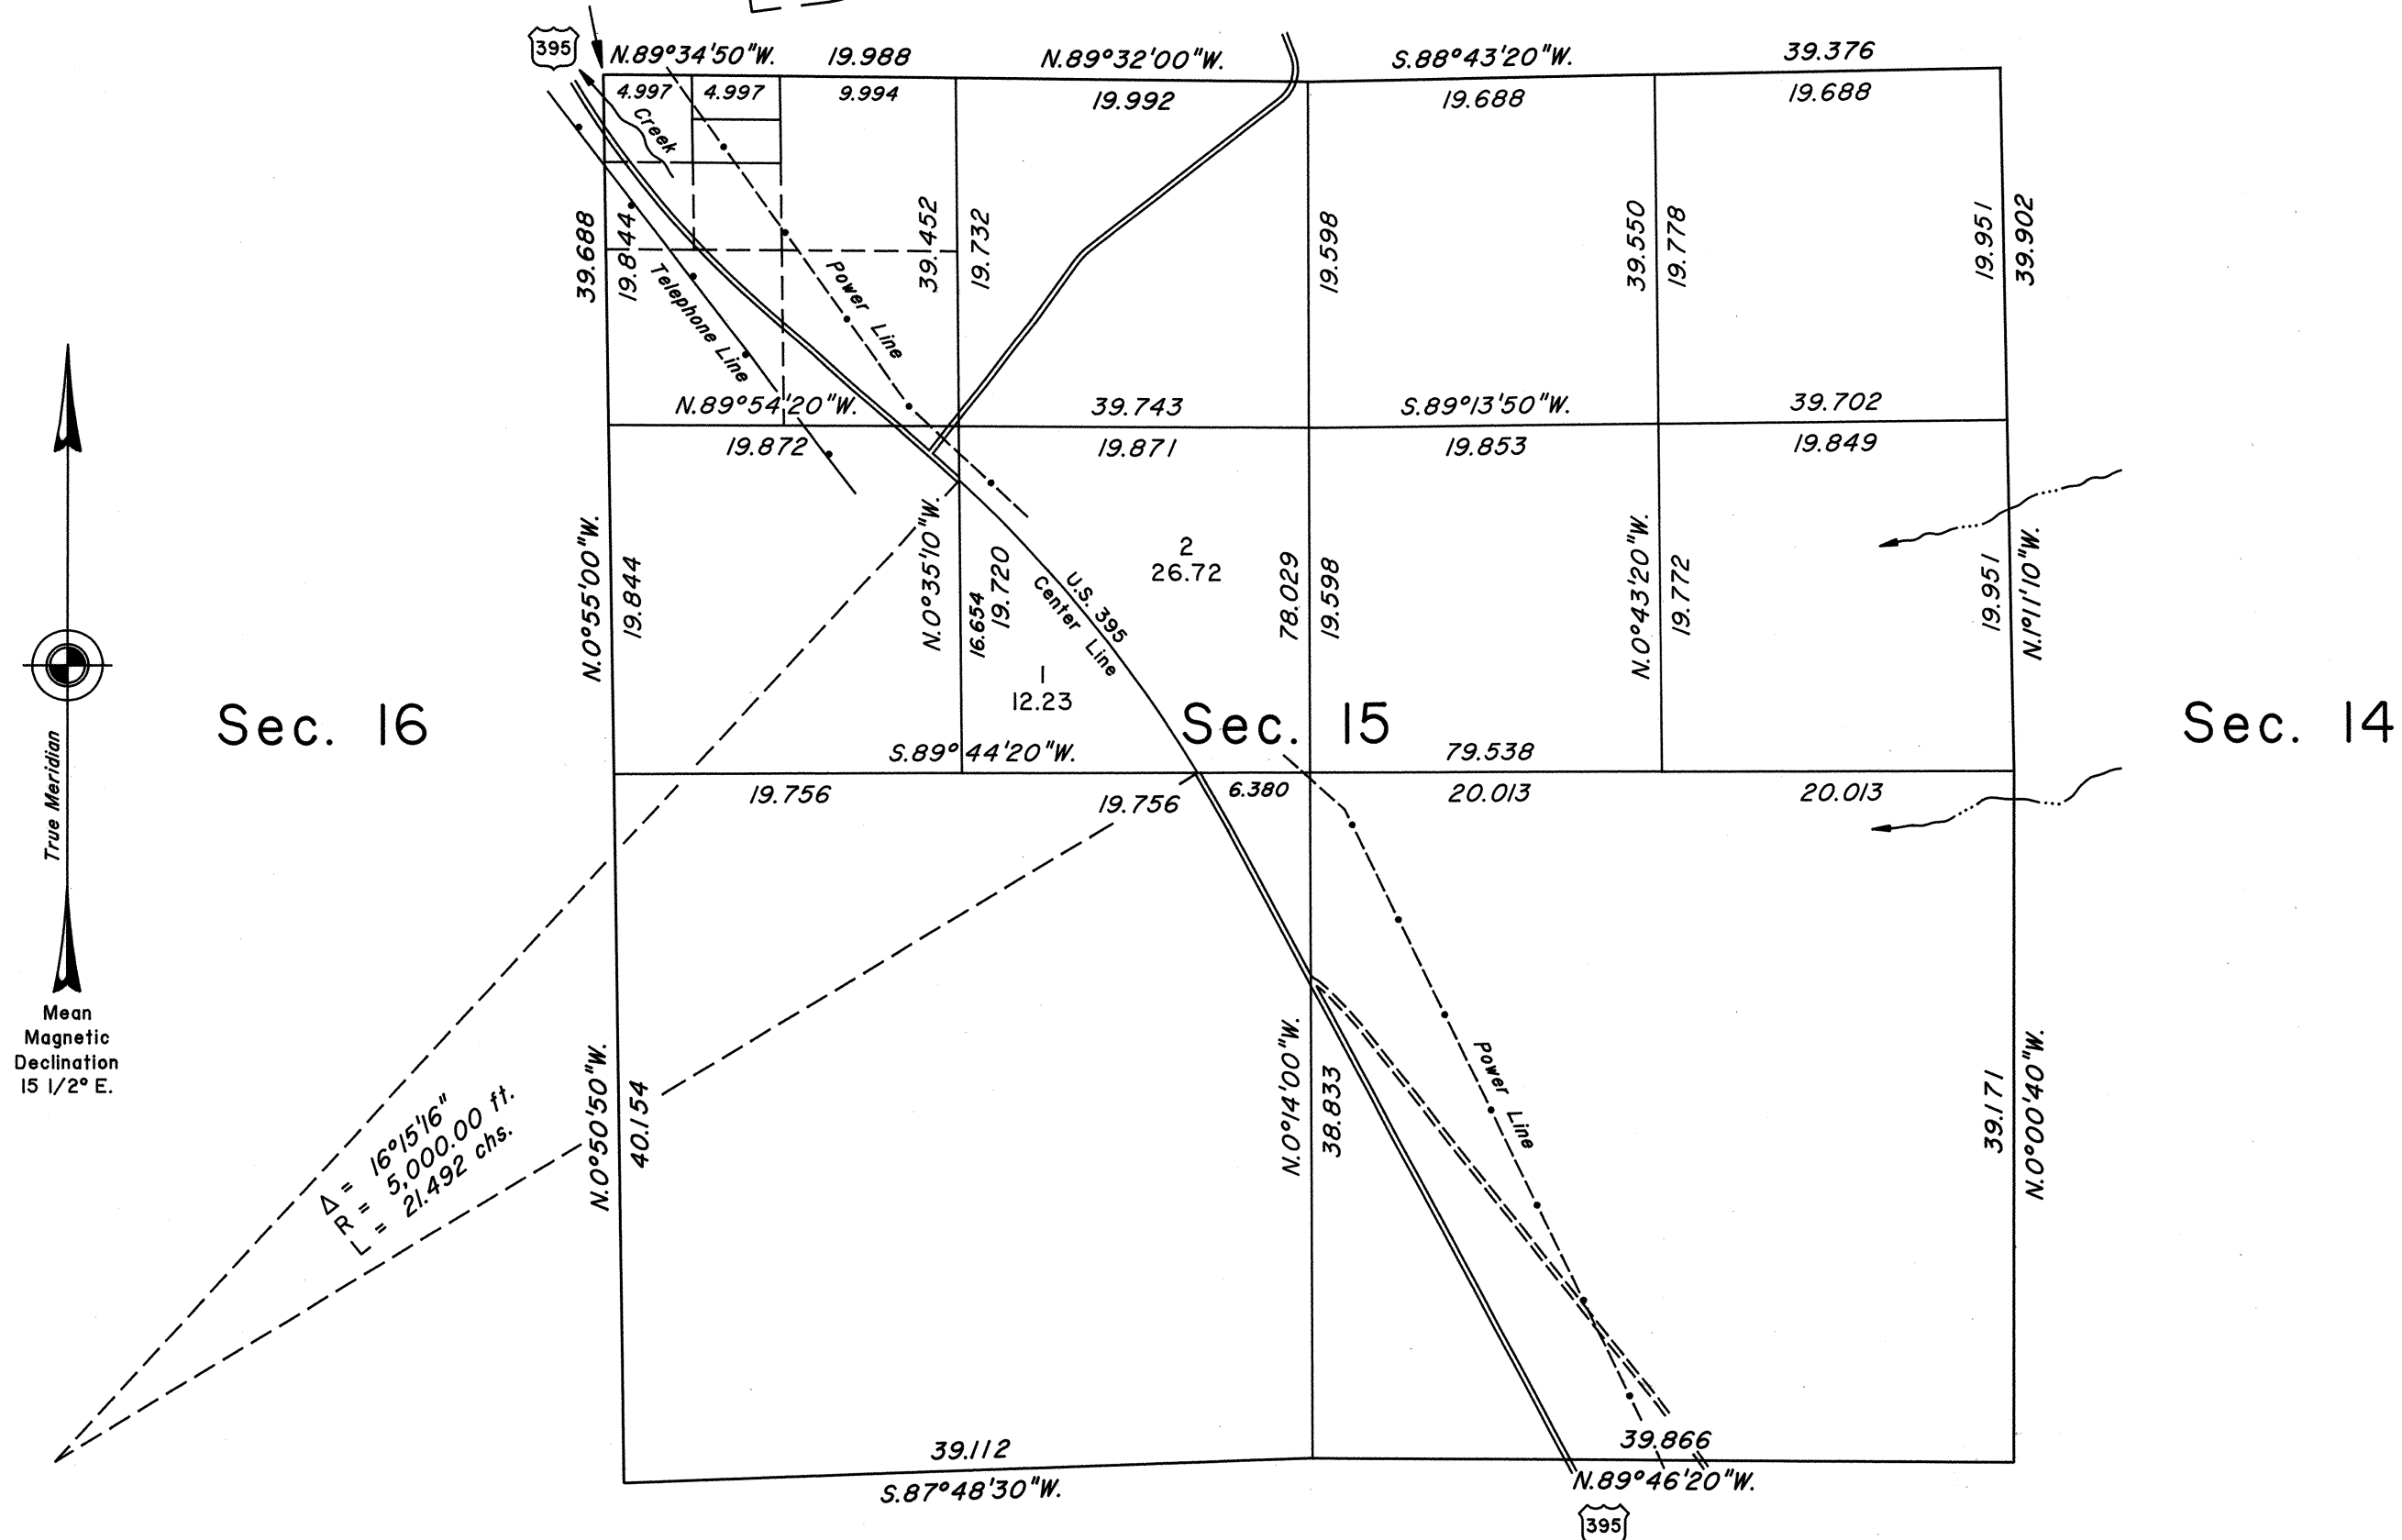 395
N.89°34'50"W.
19.988
N.89°32'00"W.
S.88°43'20"W.
39.376
4.997
4.997
9.994
19.992
19.688
19.688
Creek
39.688
19.844
39.452
19.732
19.598
39.550
19.778
19.951
39.902
Telephone Line
Power Line
N.89°54'20"W.
39.743
S.89°13'50"W.
39.702
19.872
19.871
19.853
19.849
N.0°55'00"W.
19.844
N.0°35'10"W.
16.654
19.720
U.S. 395
Center Line
2
26.72
78.029
19.598
N.0°43'20"W.
19.772
19.951
N.1°11'10"W.
1
12.23
Sec. 16
Sec. 15
Sec. 14
S.89°44'20"W.
79.538
19.756
19.756
6.380
20.013
20.013
True Meridian
Mean
Magnetic
Declination
15 1/2° E.
Δ = 16°15'16"
R = 5,000.00 ft.
L = 21.492 chs.
N.0°50'50"W.
40.154
N.0°14'00"W.
38.833
Power Line
39.171
N.0°00'40"W.
39.112
39.866
S.87°48'30"W.
N.89°46'20"W.
395